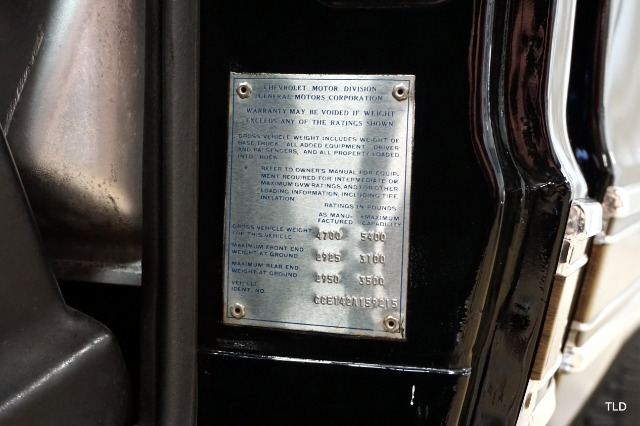 CHEVROLET MOTOR DIVISION
GENERAL MOTORS CORPORATION
WARRANTY MAY BE VOIDED IF WEIGHT
EXCEEDS ANY OF THE RATINGS SHOWN
GROSS VEHICLE WEIGHT INCLUDES WEIGHT OF
BASE TRUCK, ALL ADDED EQUIPMENT, DRIVER
AND PASSENGERS, AND ALL PROPERTY LOADED
INTO TRUCK
REFER TO OWNER'S MANUAL FOR EQUIP-
MENT REQUIRED FOR INTERMEDIATE OR
MAXIMUM GVW RATINGS, AND FOR OTHER
LOADING INFORMATION, INCLUDING TIRE
INFLATION.
RATINGS IN POUNDS
AS MANU- *MAXIMUM
FACTURED CAPABILITY
GROSS VEHICLE WEIGHT
FOR THIS VEHICLE 4700 5400
MAXIMUM FRONT END
WEIGHT AT GROUND 2925 3100
MAXIMUM REAR END
WEIGHT AT GROUND 2950 3500
VEHICLE
IDENT. NO. CCE142A159215
TLD